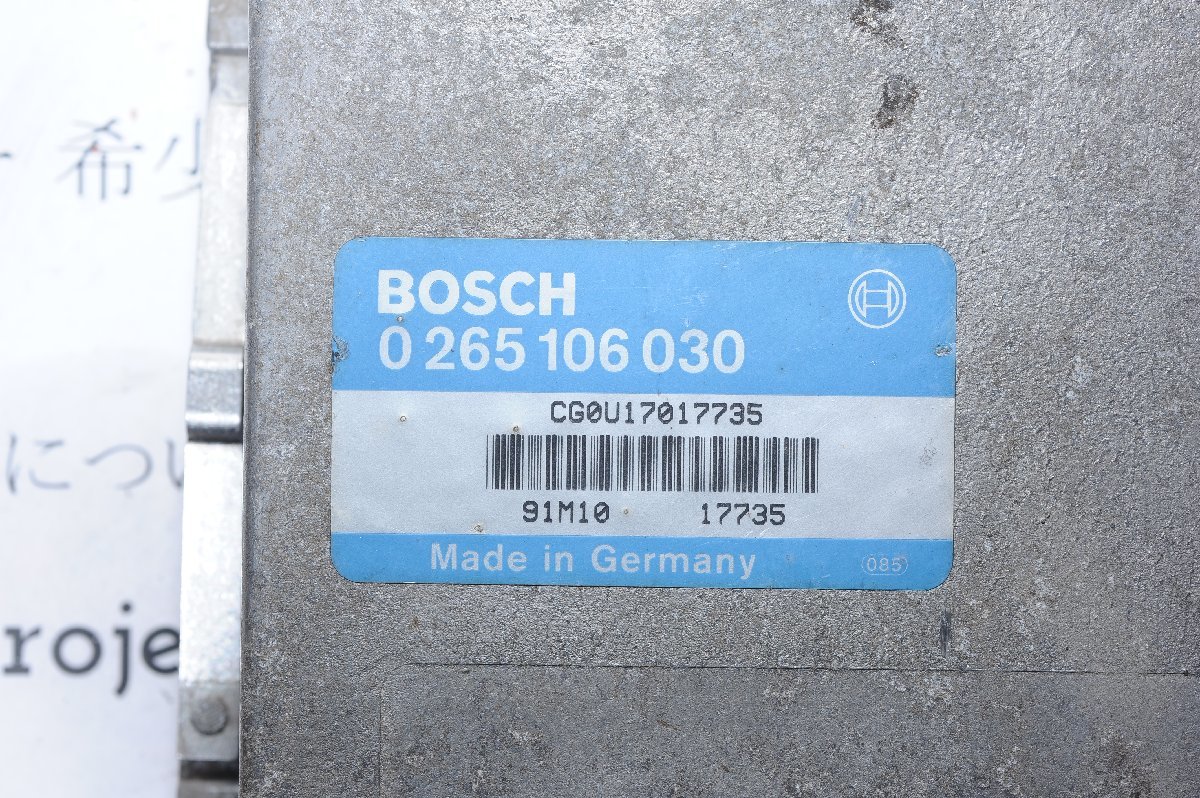 希少
BOSCH
0 265 106 030
CG0U17017735
につい
91M10 17735
Made in Germany
085
roje